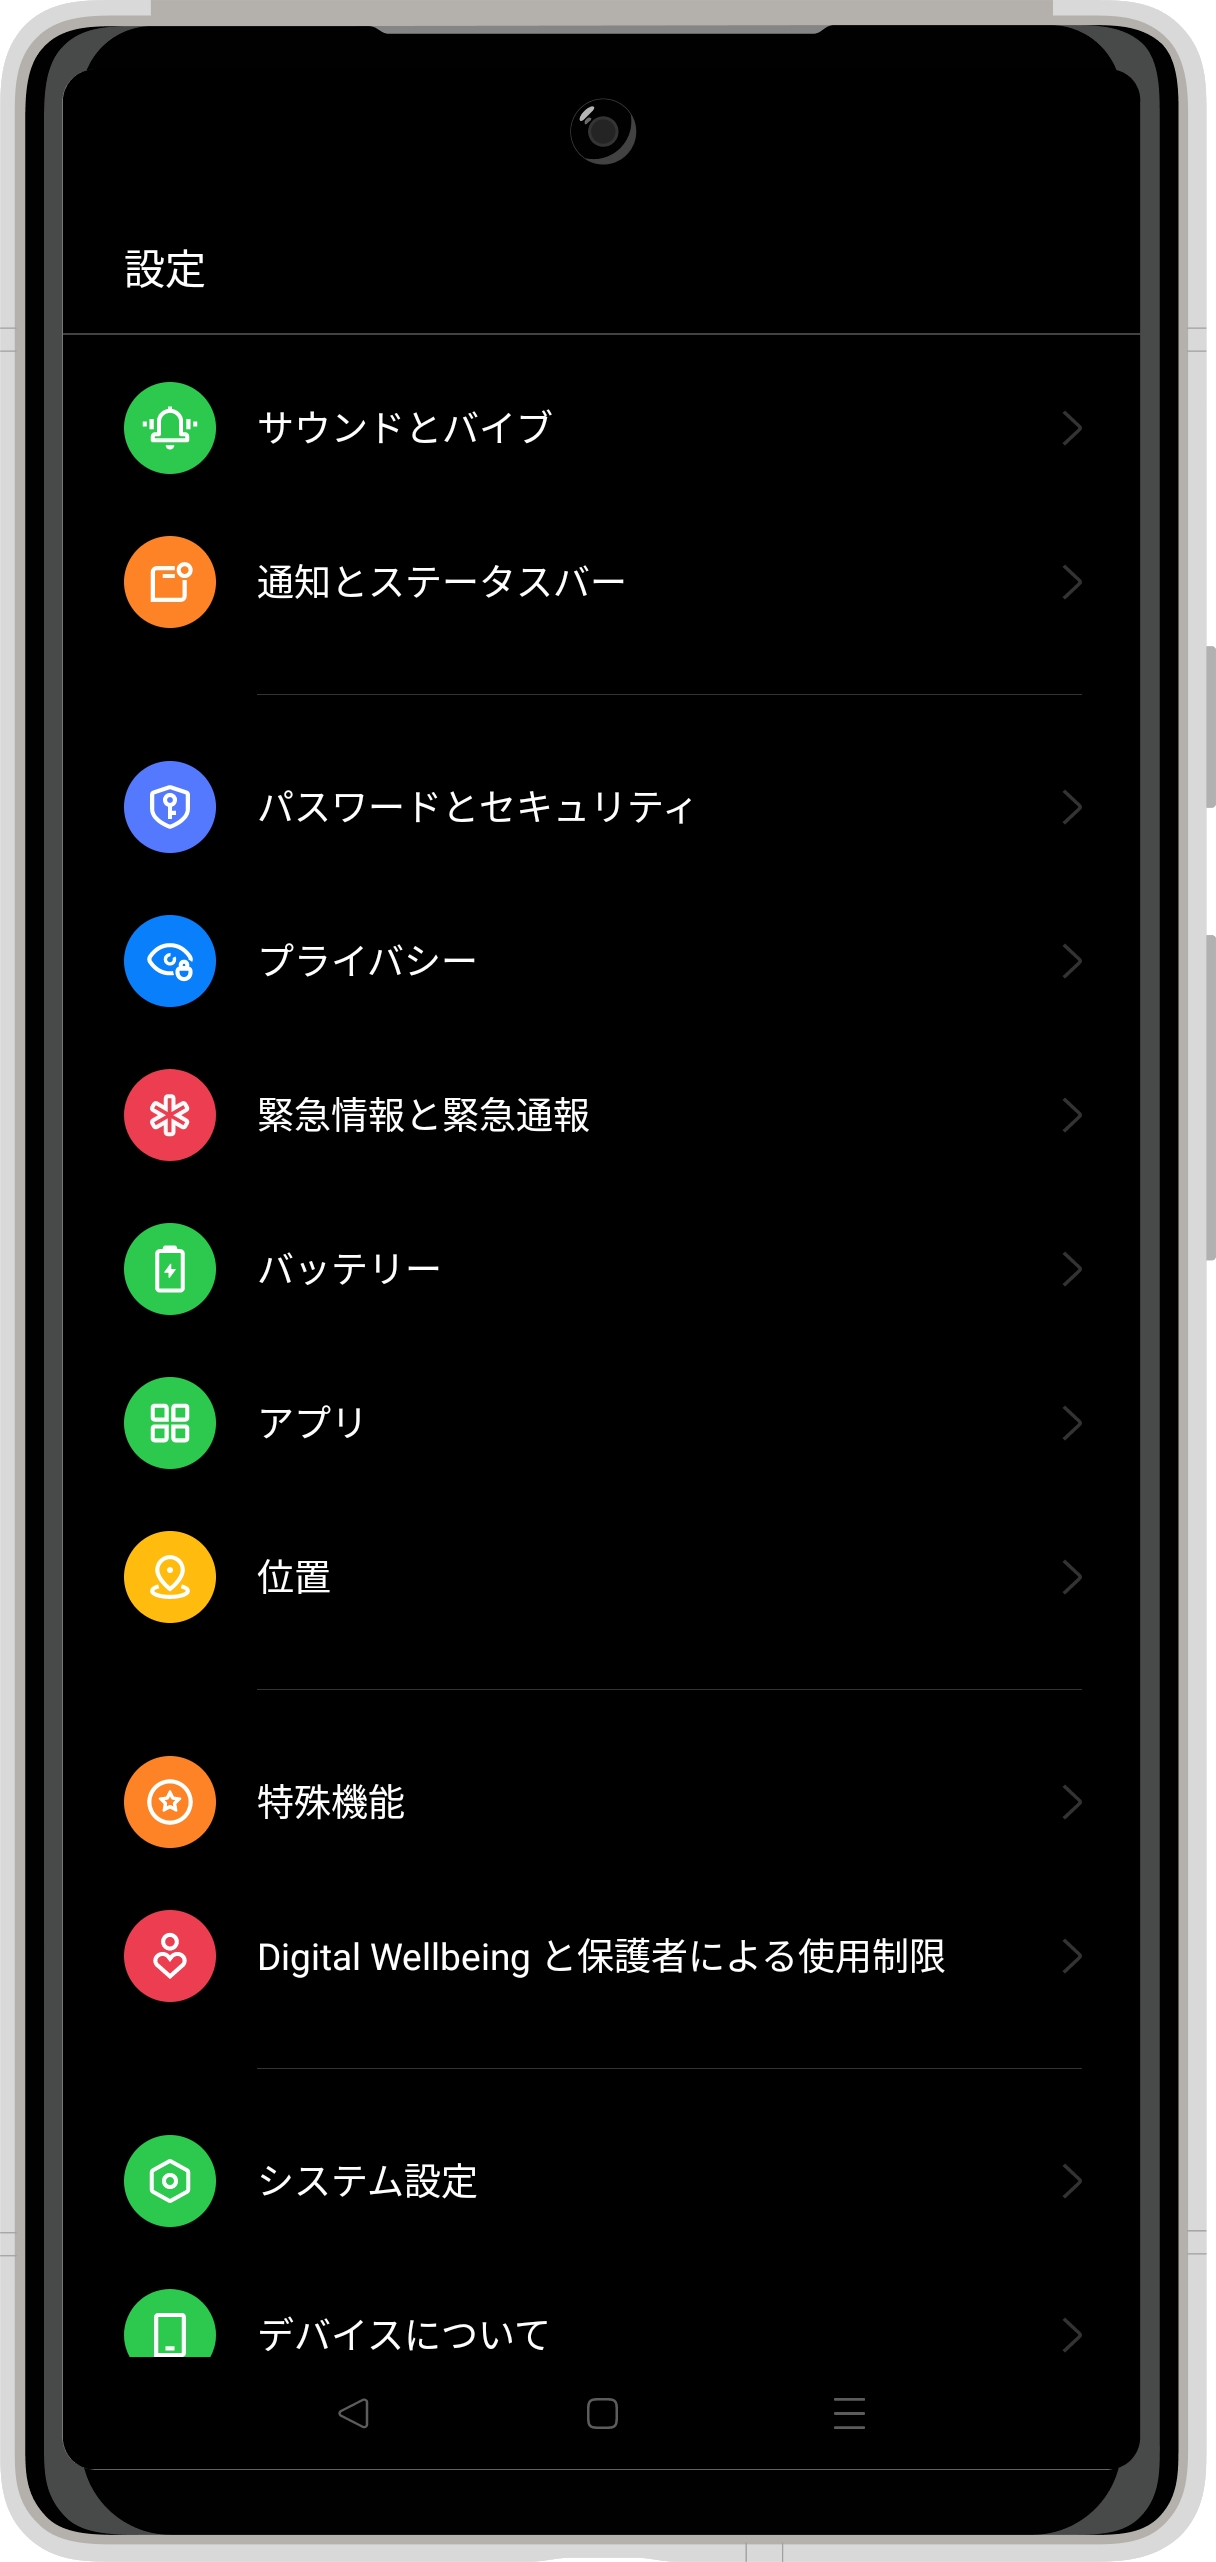 設定
サウンドとバイブ
通知とステータスバー
パスワードとセキュリティ
プライバシー
緊急情報と緊急通報
バッテリー
アプリ
位置
特殊機能
Digital Wellbeing と保護者による使用制限
システム設定
デバイスについて